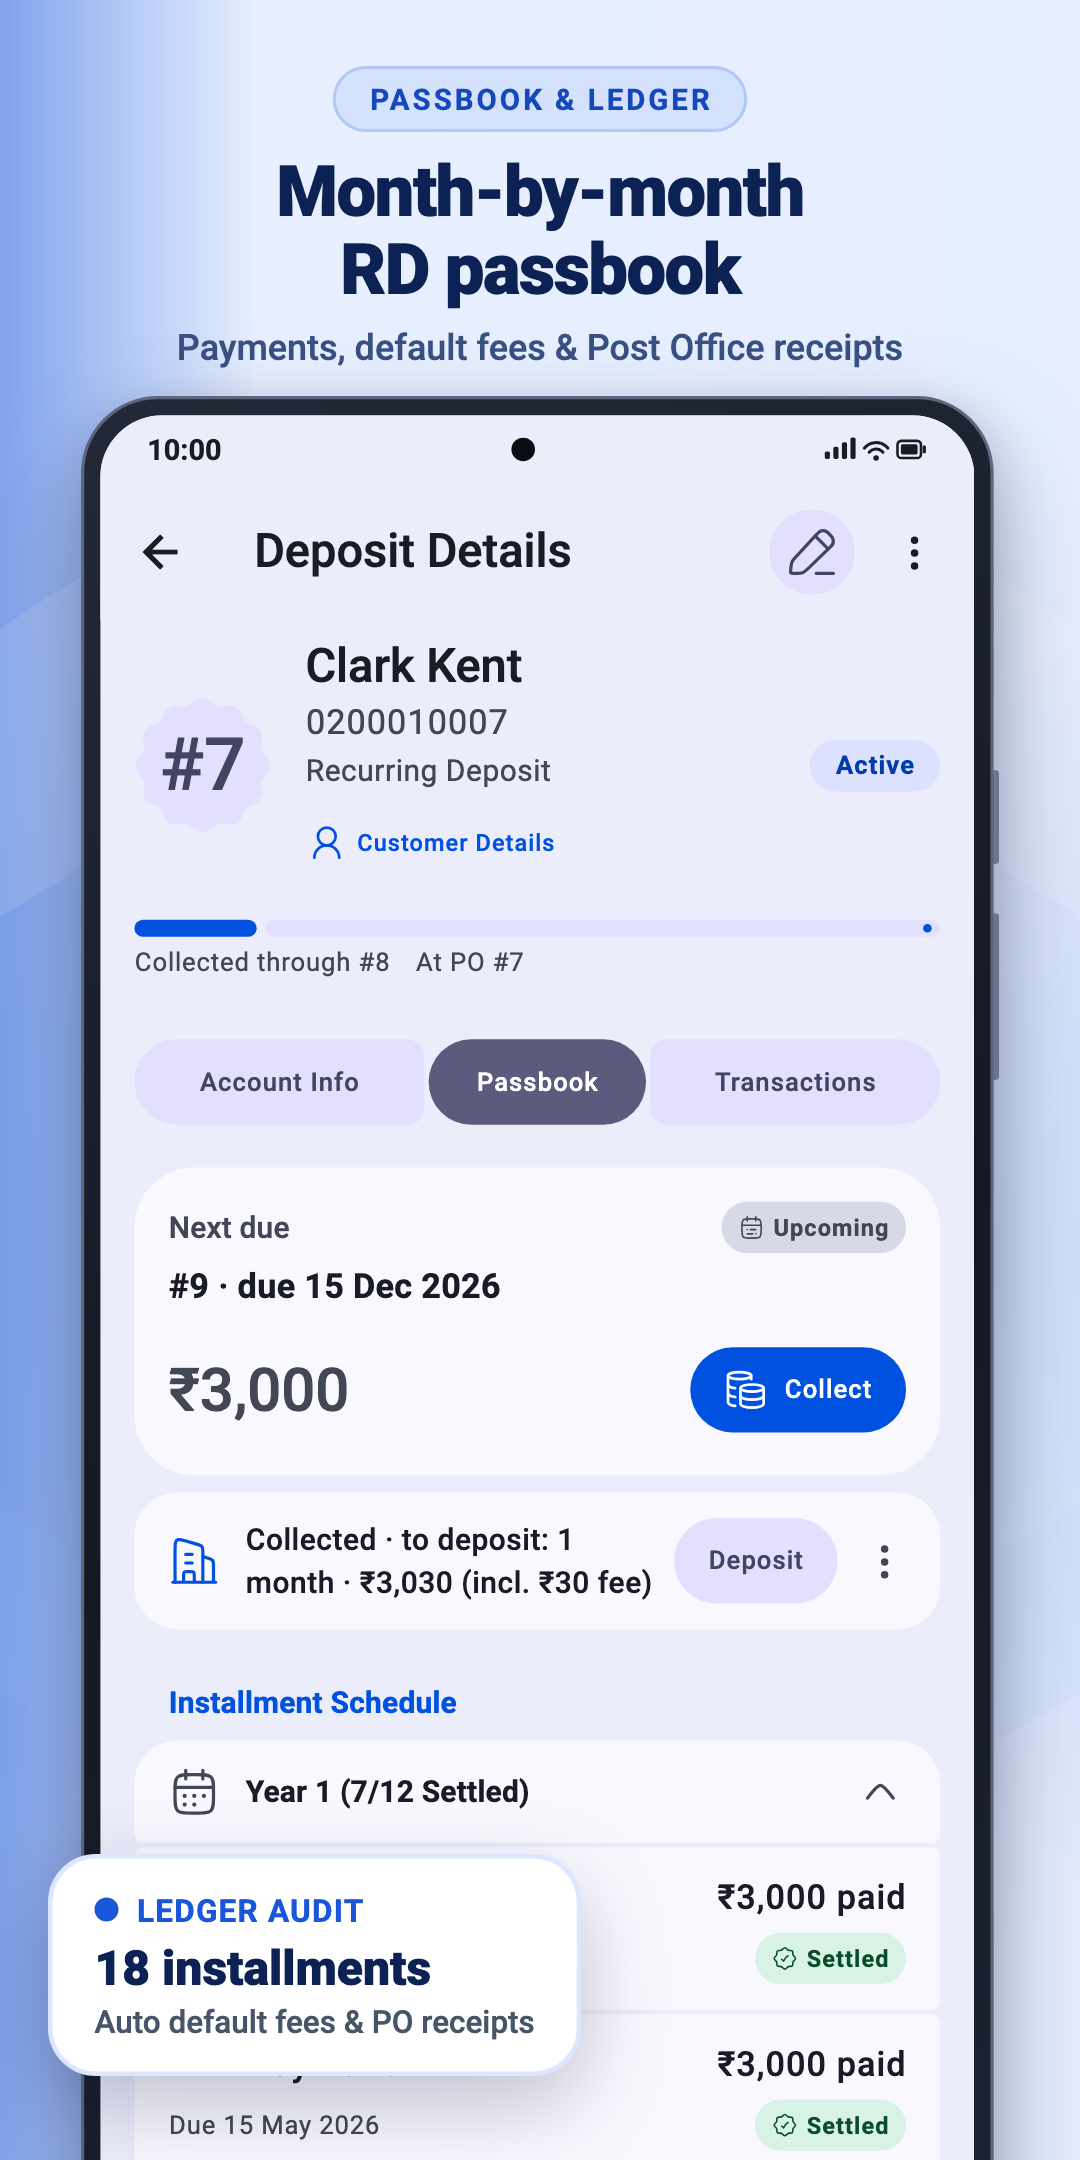 PASSBOOK & LEDGER
Month-by-month
RD passbook
Payments, default fees & Post Office receipts
10:00
Deposit Details
Clark Kent
#7
0200010007
Recurring Deposit
Active
Customer Details
Collected through #8 At PO #7
Account Info
Passbook
Transactions
Next due
Upcoming
#9 · due 15 Dec 2026
₹3,000
Collect
Collected · to deposit: 1
month · ₹3,030 (incl. ₹30 fee)
Deposit
Installment Schedule
Year 1 (7/12 Settled)
₹3,000 paid
Settled
LEDGER AUDIT
18 installments
Auto default fees & PO receipts
₹3,000 paid
Due 15 May 2026
Settled